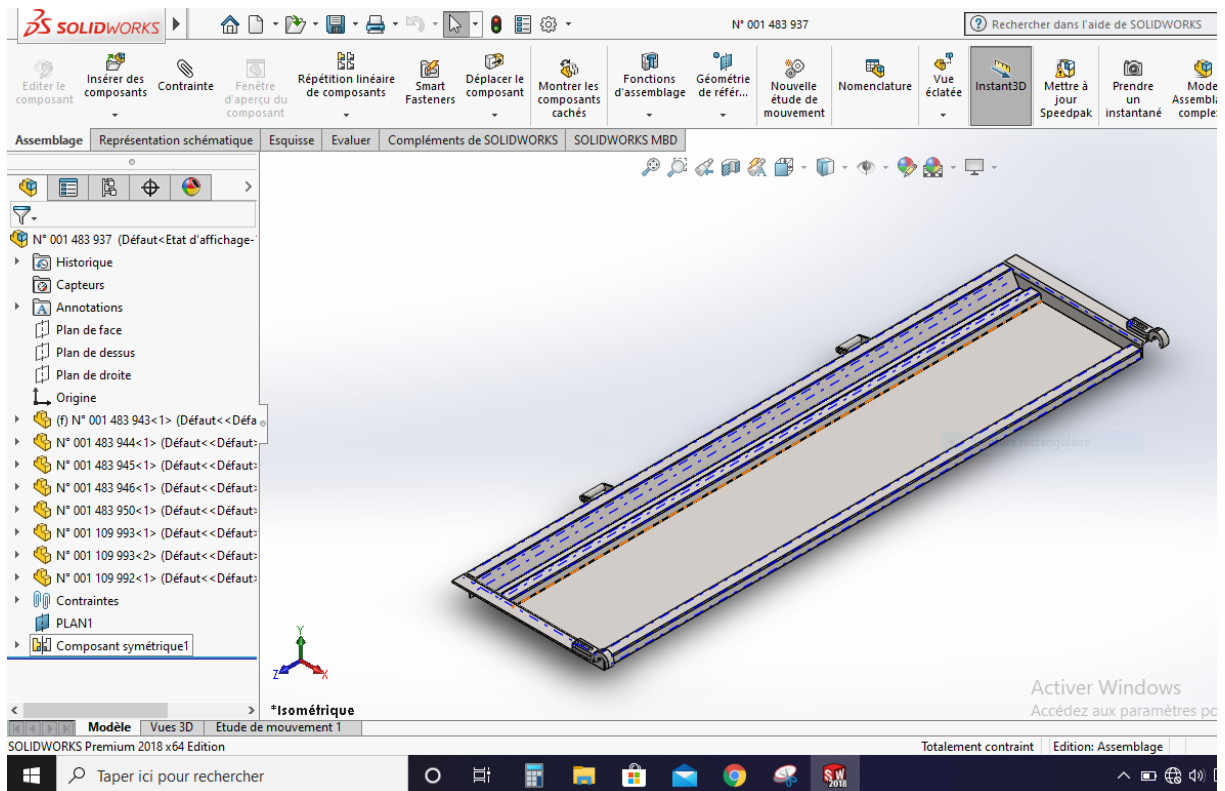 SOLIDWORKS
N° 001 483 937
Rechercher dans l'aide de SOLIDWORKS
Editer le composant
Insérer des composants
Contrainte
Fenêtre d'aperçu du composant
Répétition linéaire de composants
Smart Fasteners
Déplacer le composant
Montrer les composants cachés
Fonctions d'assemblage
Géométrie de référ...
Nouvelle étude de mouvement
Nomenclature
Vue éclatée
Instant3D
Mettre à jour Speedpak
Prendre un instantané
Mode Assembla comple
Assemblage
Représentation schématique
Esquisse
Evaluer
Compléments de SOLIDWORKS
SOLIDWORKS MBD
N° 001 483 937 (Défaut<Etat d'affichage-
Historique
Capteurs
Annotations
Plan de face
Plan de dessus
Plan de droite
Origine
(f) N° 001 483 943<1> (Défaut<<Défa
N° 001 483 944<1> (Défaut<<Défaut>
N° 001 483 945<1> (Défaut<<Défaut>
N° 001 483 946<1> (Défaut<<Défaut>
N° 001 483 950<1> (Défaut<<Défaut>
N° 001 109 993<1> (Défaut<<Défaut>
N° 001 109 993<2> (Défaut<<Défaut>
N° 001 109 992<1> (Défaut<<Défaut>
Contraintes
PLAN1
Composant symétrique1
rectangulaire
Y
Z
X
*Isométrique
Activer Windows
Accédez aux paramètres po
Modèle
Vues 3D
Etude de mouvement 1
SOLIDWORKS Premium 2018 x64 Edition
Totalement contraint
Edition: Assemblage
Taper ici pour rechercher
SW
2018